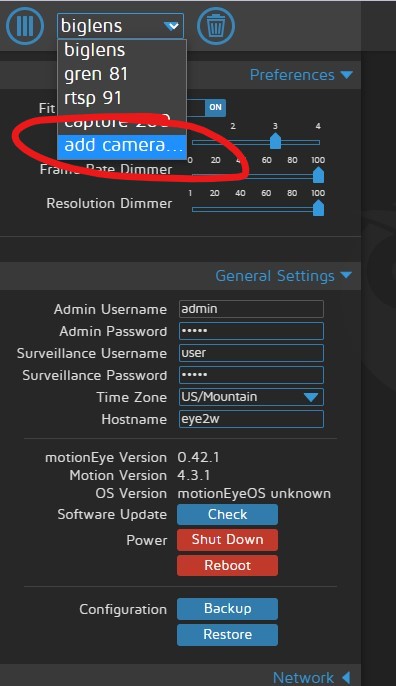 biglens
biglens
gren 81
rtsp 91
capture 200
add camera...
Preferences
Fit
ON
2 3 4
0 20 40 60 80 100
Frame Rate Dimmer
1 20 40 60 80 100
Resolution Dimmer
General Settings
Admin Username admin
Admin Password •••••
Surveillance Username user
Surveillance Password •••••
Time Zone US/Mountain
Hostname eye2w
motionEye Version 0.42.1
Motion Version 4.3.1
OS Version motionEyeOS unknown
Software Update Check
Power Shut Down
Reboot
Configuration Backup
Restore
Network